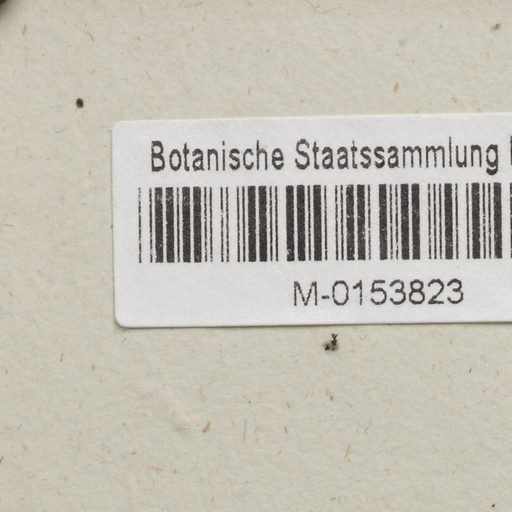 Botanische Staatssammlung
M-0153823